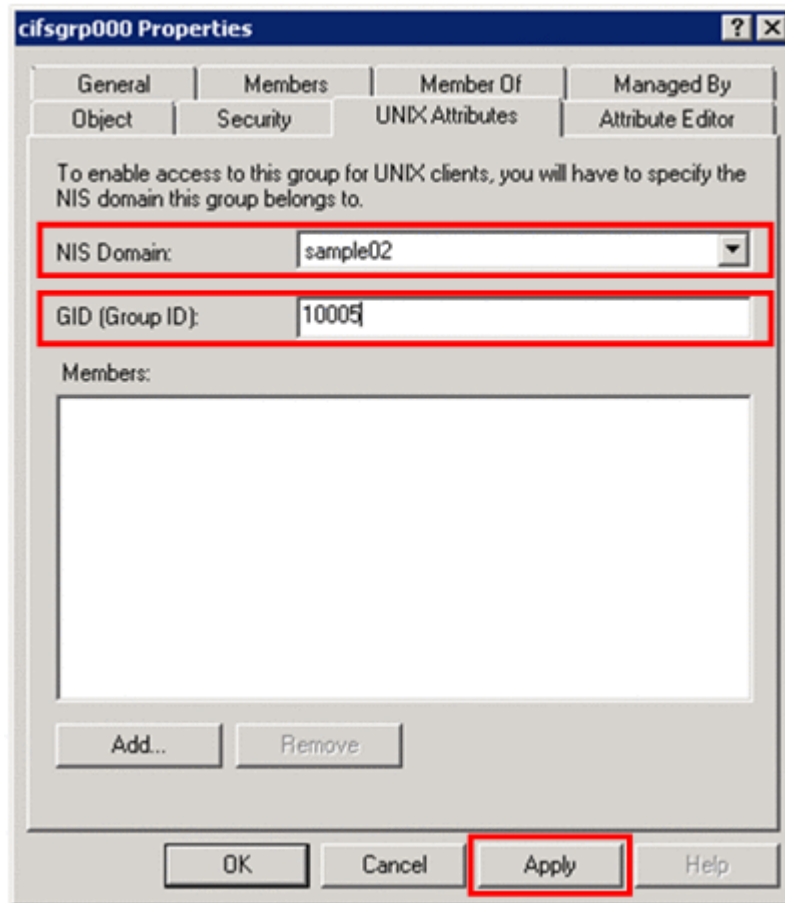 cifsgrp000 Properties
General Members Member Of Managed By
Object Security UNIX Attributes Attribute Editor
To enable access to this group for UNIX clients, you will have to specify the
NIS domain this group belongs to.
NIS Domain: sample02
GID (Group ID): 10005
Members:
Add... Remove
OK Cancel Apply Help